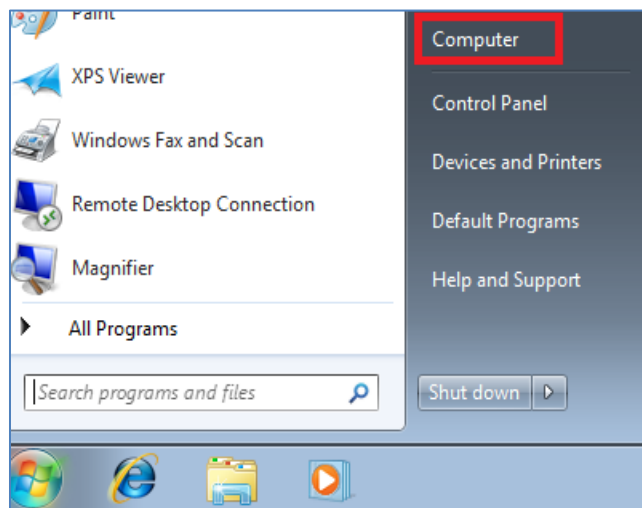 Paint
XPS Viewer
Windows Fax and Scan
Remote Desktop Connection
Magnifier
All Programs
Search programs and files
Computer
Control Panel
Devices and Printers
Default Programs
Help and Support
Shut down